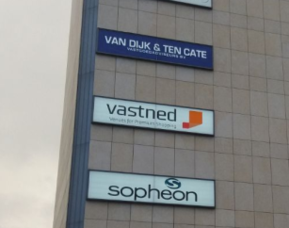 VAN DIJK & TEN CATE
vastned
sopheon